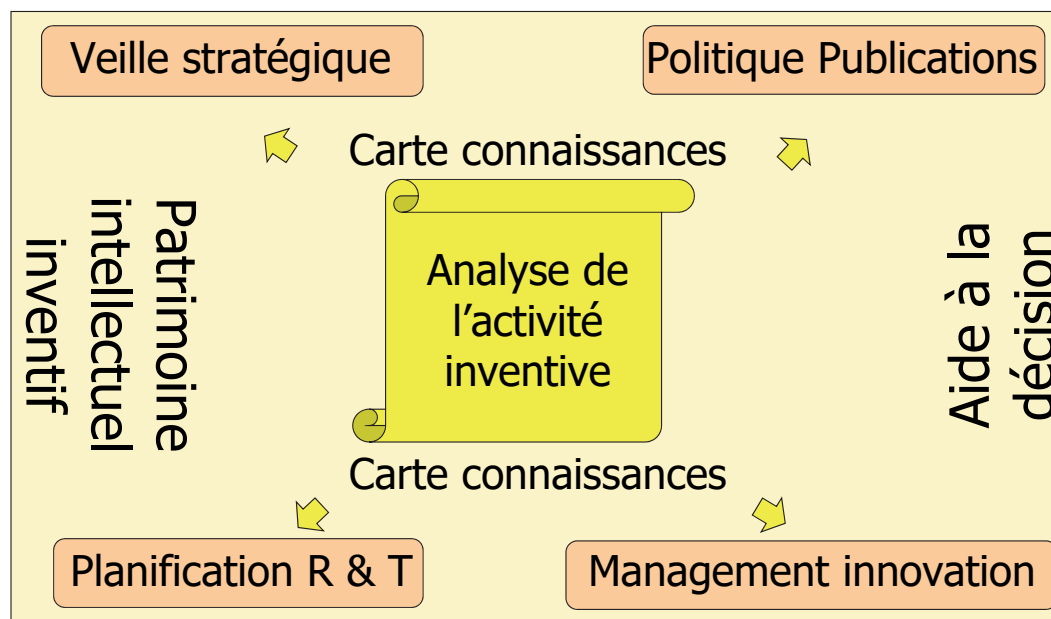 Veille stratégique
Politique Publications
Carte connaissances
Patrimoine
intellectuel
inventif
Analyse de
l’activité
inventive
Aide à la
décision
Carte connaissances
Planification R & T
Management innovation